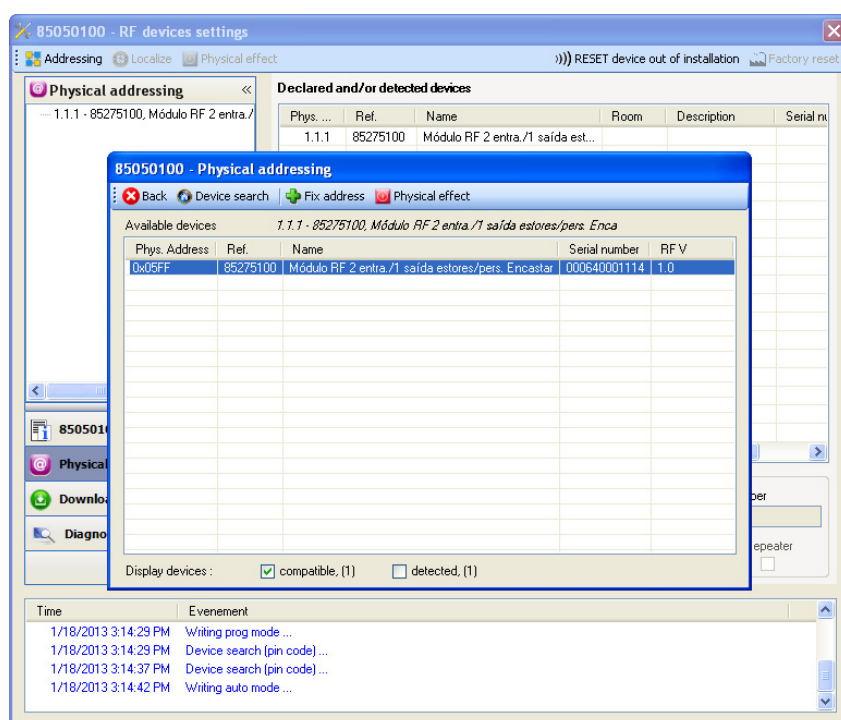 85050100 - RF devices settings
Addressing Localize Physical effect RESET device out of installation Factory reset
Physical addressing « Declared and/or detected devices
1.1.1 - 85275100, Módulo RF 2 entra./
Phys. ... Ref. Name Room Description Serial nu
1.1.1 85275100 Módulo RF 2 entra./1 saída est...
85050100 - Physical addressing
Back Device search Fix address Physical effect
Available devices 1.1.1 - 85275100, Módulo RF 2 entra./1 saída estores/pers. Enca
Phys. Address Ref. Name Serial number RF V
0x05FF 85275100 Módulo RF 2 entra./1 saída estores/pers. Encastar 000640001114 1.0
850501
Physical
Downloa
Diagno
ber
epeater
Display devices : compatible, (1) detected, (1)
Time Evenement
1/18/2013 3:14:29 PM Writing prog mode ...
1/18/2013 3:14:29 PM Device search (pin code) ...
1/18/2013 3:14:37 PM Device search (pin code) ...
1/18/2013 3:14:42 PM Writing auto mode ...